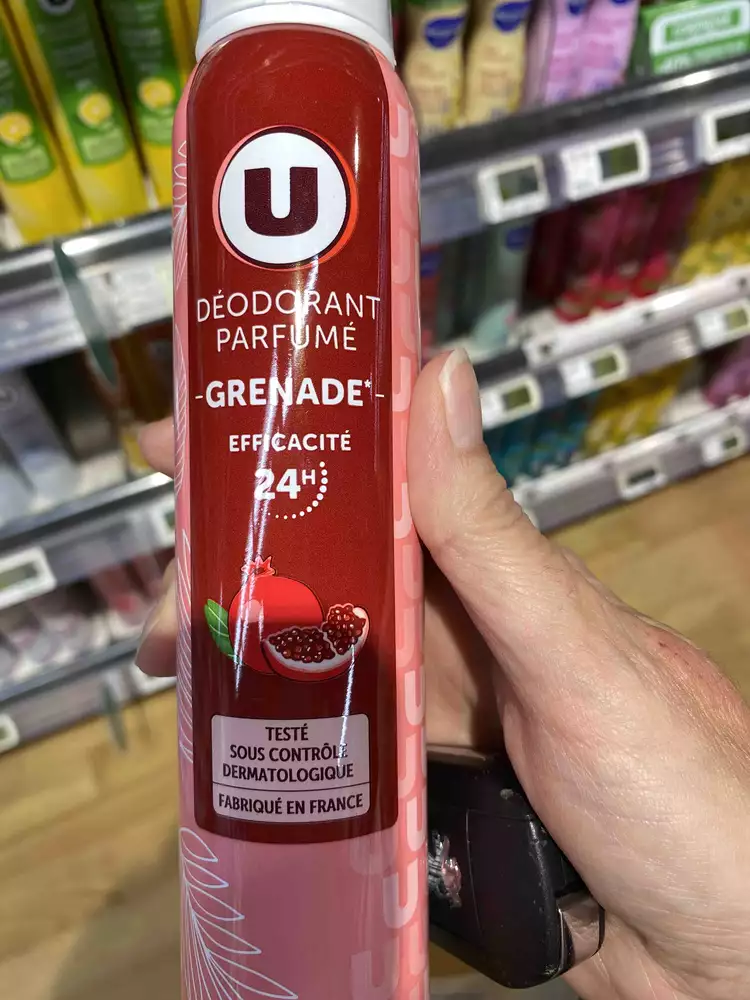 U
DÉODORANT
PARFUMÉ
-GRENADE*-
EFFICACITÉ
24H
TESTÉ
SOUS CONTRÔLE
DERMATOLOGIQUE
FABRIQUÉ EN FRANCE